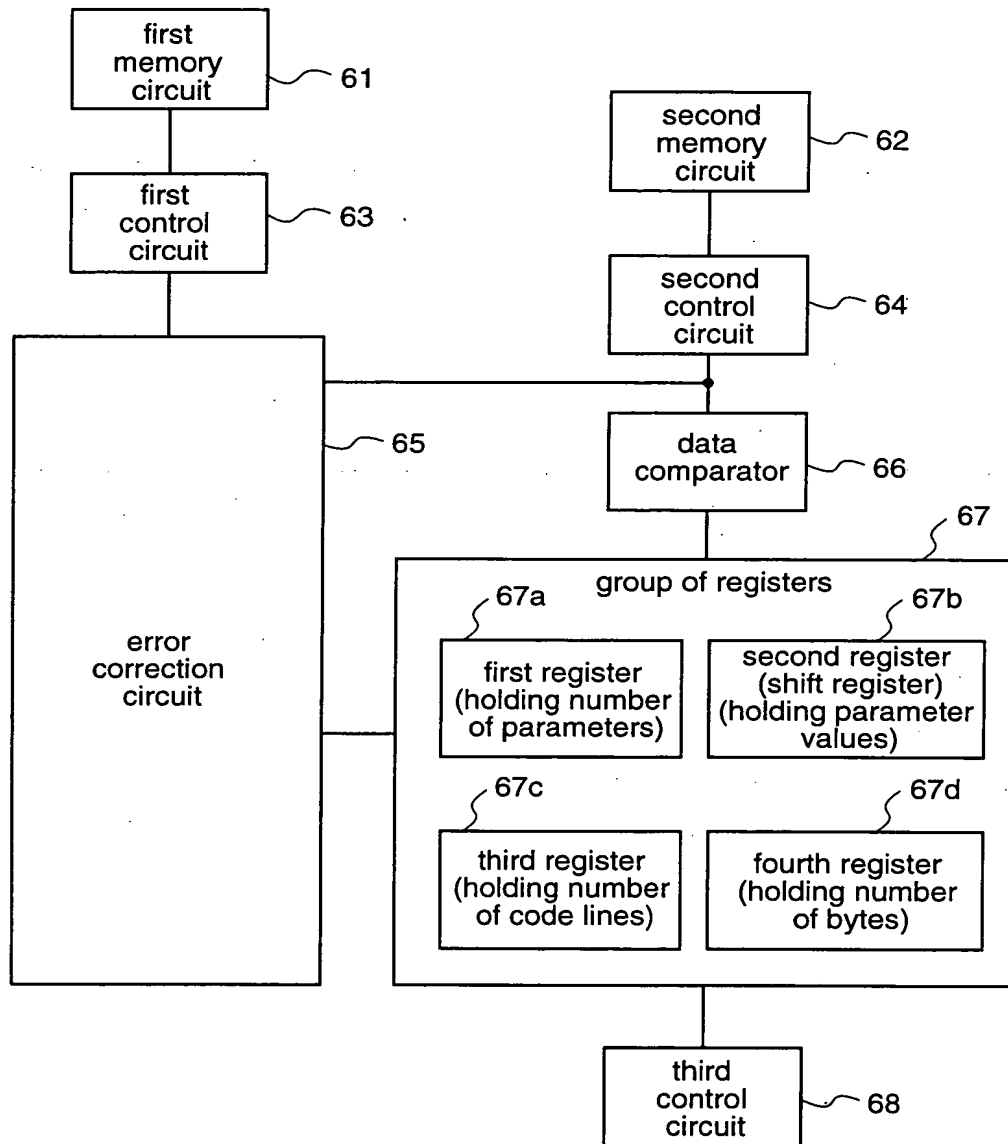 first
memory
circuit
61
second
memory
circuit
62
first
control
circuit
63
second
control
circuit
64
65
data
comparator
66
67
group of registers
67a
67b
first register
(holding number
of parameters)
second register
(shift register)
(holding parameter
values)
error
correction
circuit
67c
67d
third register
(holding number
of code lines)
fourth register
(holding number
of bytes)
third
control
circuit
68